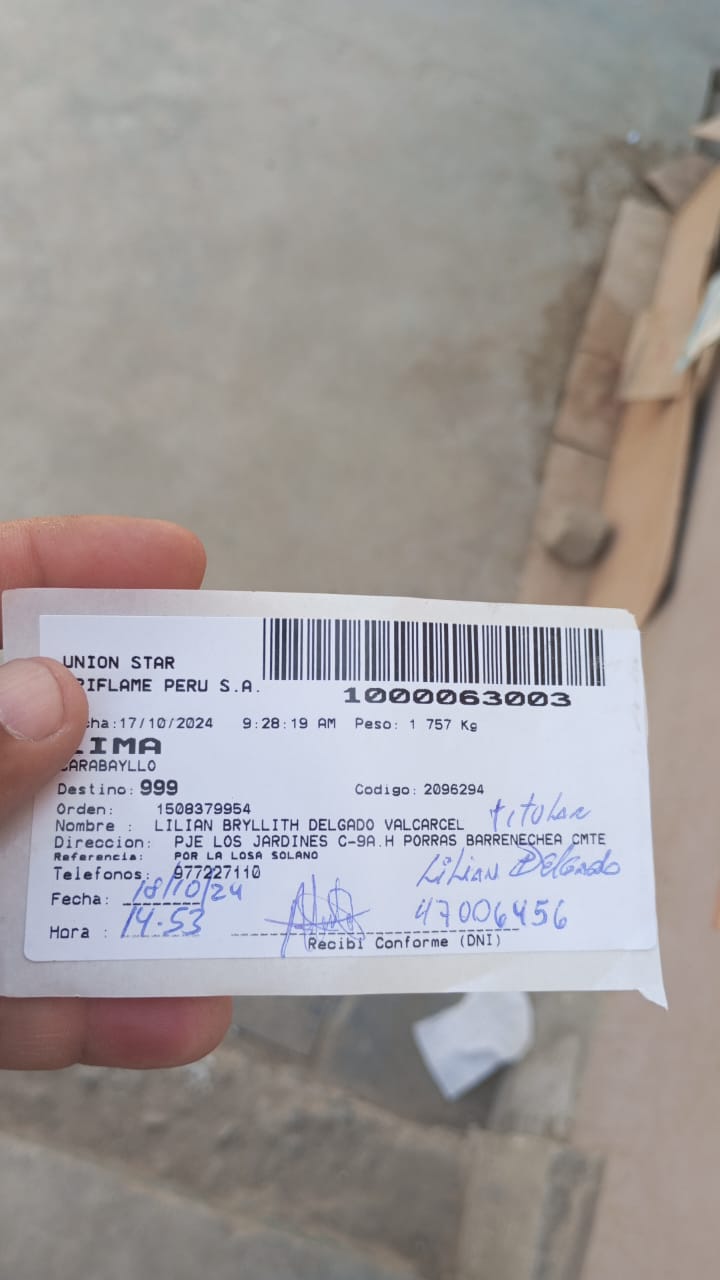 UNION STAR
RIFLAME PERU S.A.
1000063003
cha:17/10/2024 9:28:19 AM Peso: 1 757 Kg
LIMA
CARABAYLLO
Destino: 999 Codigo: 2096294
Orden: 1508379954
titular
Nombre : LILIAN BRYLLITH DELGADO VALCARCEL
Direccion: PJE LOS JARDINES C-9A.H PORRAS BARRENECHEA CMTE
Referencia: POR LA LOSA SOLANO
Lilian Delgado
Telefonos: 977227110
Fecha: 18/10/24
47006456
Hora : 14:53
Recibi Conforme (DNI)